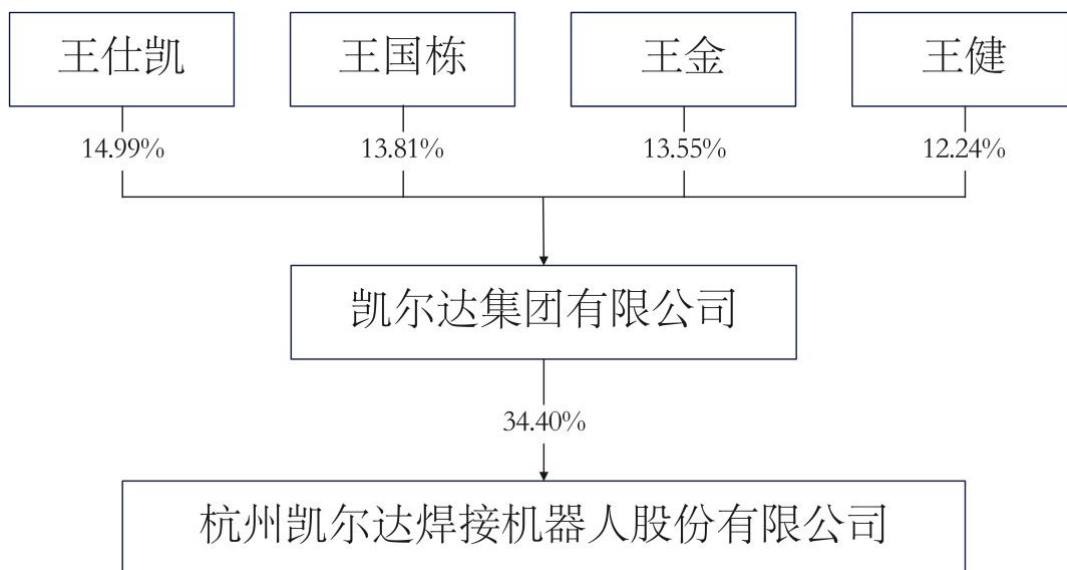 王仕凯 王国栋 王金 王健
14.99% 13.81% 13.55% 12.24%
凯尔达集团有限公司
34.40%
杭州凯尔达焊接机器人股份有限公司